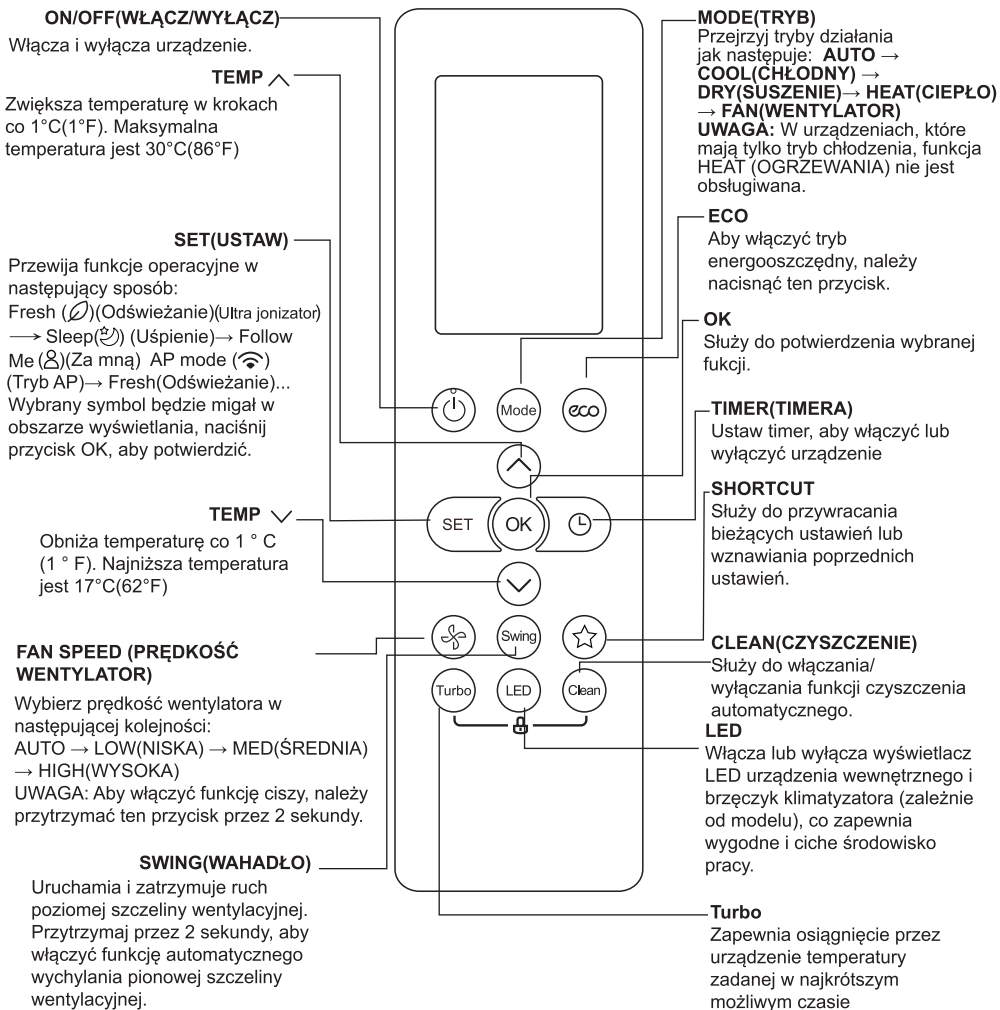 ON/OFF(WŁĄCZ/WYŁĄCZ)
Włącza i wyłącza urządzenie.
TEMP
Zwiększa temperaturę w krokach
co 1°C(1°F). Maksymalna
temperatura jest 30°C(86°F)
SET(USTAW)
Przewija funkcje operacyjne w
następujący sposób:
Fresh ( )(Odświeżanie)(Ultra jonizator)
→ Sleep( ) (Uśpienie)→ Follow
Me ( )(Za mną) AP mode ( )
(Tryb AP)→ Fresh(Odświeżanie)...
Wybrany symbol będzie migał w
obszarze wyświetlania, naciśnij
przycisk OK, aby potwierdzić.
TEMP
Obniża temperaturę co 1 ° C
(1 ° F). Najniższa temperatura
jest 17°C(62°F)
FAN SPEED (PRĘDKOŚĆ
WENTYLATOR)
Wybierz prędkość wentylatora w
następującej kolejności:
AUTO → LOW(NISKA) → MED(ŚREDNIA)
→ HIGH(WYSOKA)
UWAGA: Aby włączyć funkcję ciszy, należy
przytrzymać ten przycisk przez 2 sekundy.
SWING(WAHADŁO)
Uruchamia i zatrzymuje ruch
poziomej szczeliny wentylacyjnej.
Przytrzymaj przez 2 sekundy, aby
włączyć funkcję automatycznego
wychylania pionowej szczeliny
wentylacyjnej.
Mode
eco
SET
OK
Swing
Turbo
LED
Clean
MODE(TRYB)
Przejrzyj tryby działania
jak następuje: AUTO →
COOL(CHŁODNY) →
DRY(SUSZENIE)→ HEAT(CIEPŁO)
→ FAN(WENTYLATOR)
UWAGA: W urządzeniach, które
mają tylko tryb chłodzenia, funkcja
HEAT (OGRZEWANIA) nie jest
obsługiwana.
ECO
Aby włączyć tryb
energooszczędny, należy
nacisnąć ten przycisk.
OK
Służy do potwierdzenia wybranej
fukcji.
TIMER(TIMERA)
Ustaw timer, aby włączyć lub
wyłączyć urządzenie
SHORTCUT
Służy do przywracania
bieżących ustawień lub
wznawiania poprzednich
ustawień.
CLEAN(CZYSZCZENIE)
Służy do włączania/
wyłączania funkcji czyszczenia
automatycznego.
LED
Włącza lub wyłącza wyświetlacz
LED urządzenia wewnętrznego i
brzęczyk klimatyzatora (zależnie
od modelu), co zapewnia
wygodne i ciche środowisko
pracy.
Turbo
Zapewnia osiągnięcie przez
urządzenie temperatury
zadanej w najkrótszym
możliwym czasie